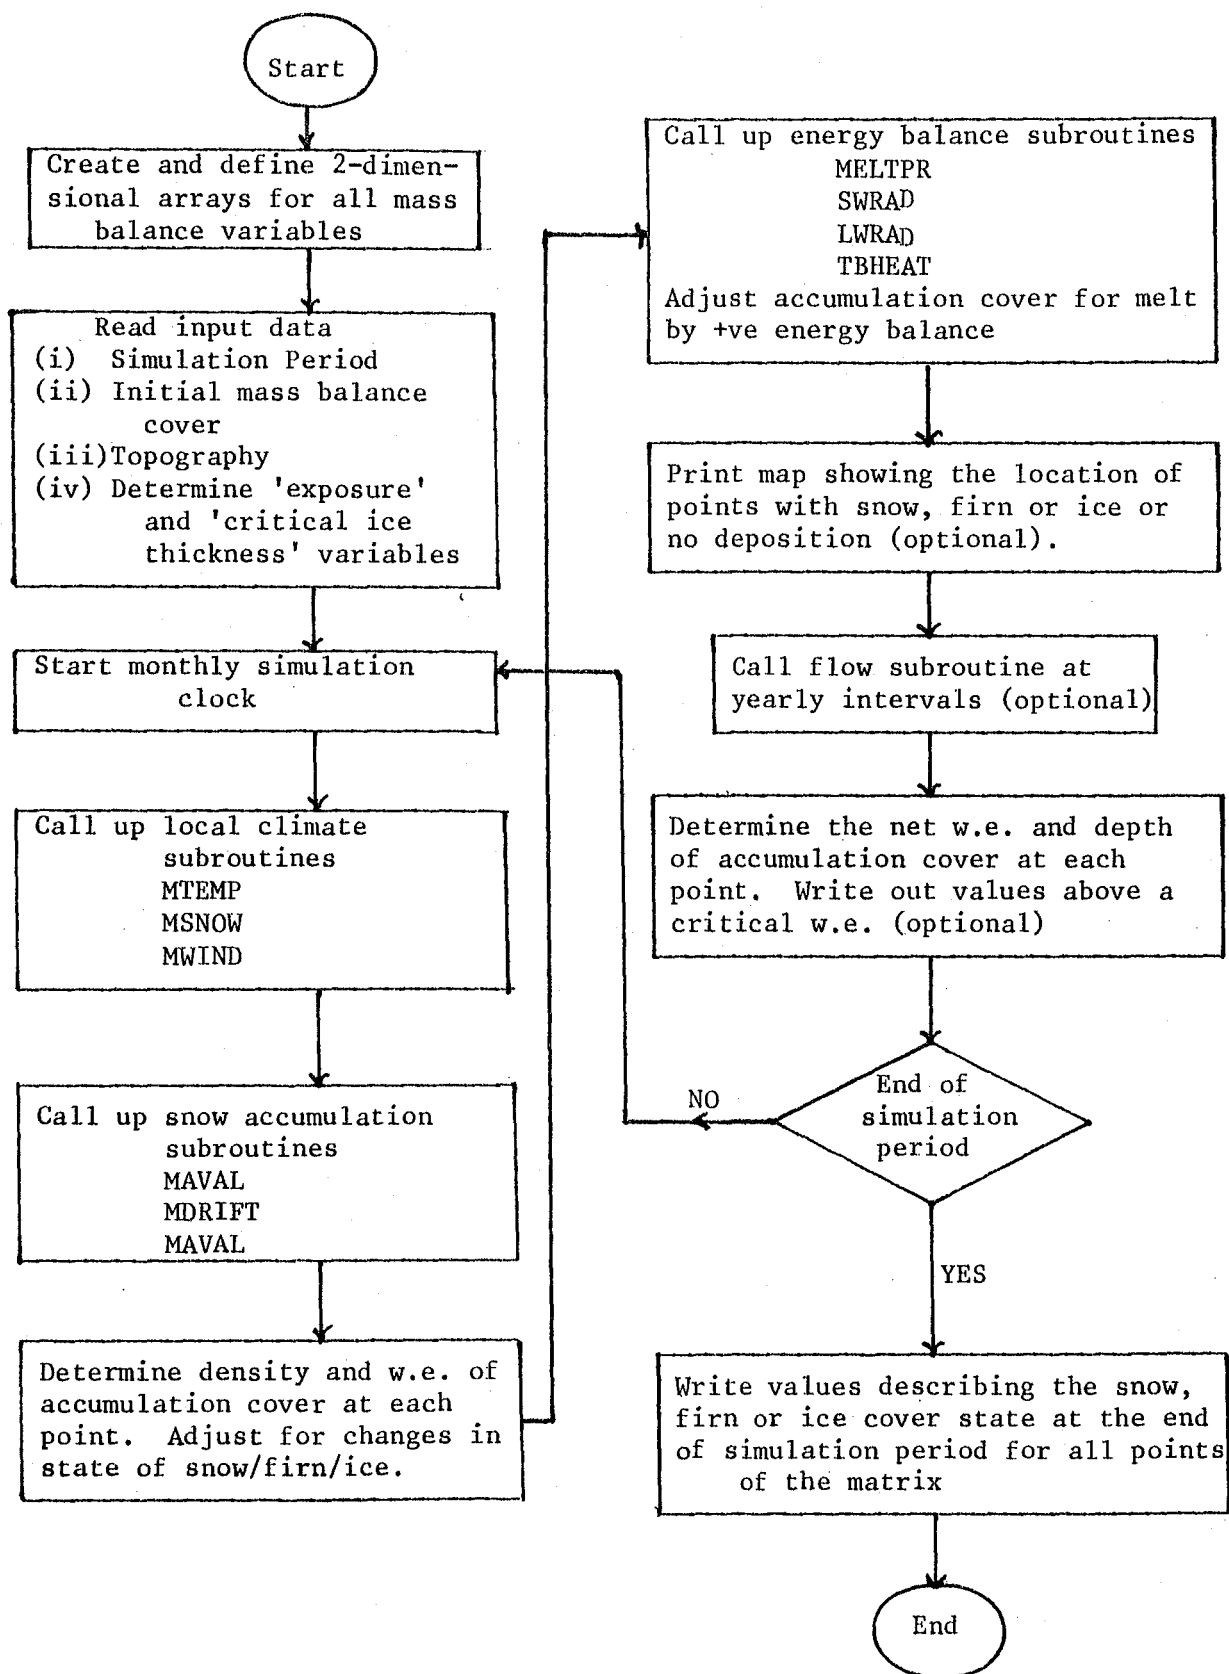 Start
Create and define 2-dimen-
sional arrays for all mass
balance variables
Read input data
(i) Simulation Period
(ii) Initial mass balance
cover
(iii)Topography
(iv) Determine 'exposure'
and 'critical ice
thickness' variables
Start monthly simulation
clock
Call up local climate
subroutines
MTEMP
MSNOW
MWIND
Call up snow accumulation
subroutines
MAVAL
MDRIFT
MAVAL
Determine density and w.e. of
accumulation cover at each
point. Adjust for changes in
state of snow/firn/ice.
Call up energy balance subroutines
MELTPR
SWRAD
LWRAD
TBHEAT
Adjust accumulation cover for melt
by +ve energy balance
Print map showing the location of
points with snow, firn or ice or
no deposition (optional).
Call flow subroutine at
yearly intervals (optional)
Determine the net w.e. and depth
of accumulation cover at each
point. Write out values above a
critical w.e. (optional)
End of
simulation
period
NO
YES
Write values describing the snow,
firn or ice cover state at the end
of simulation period for all points
of the matrix
End